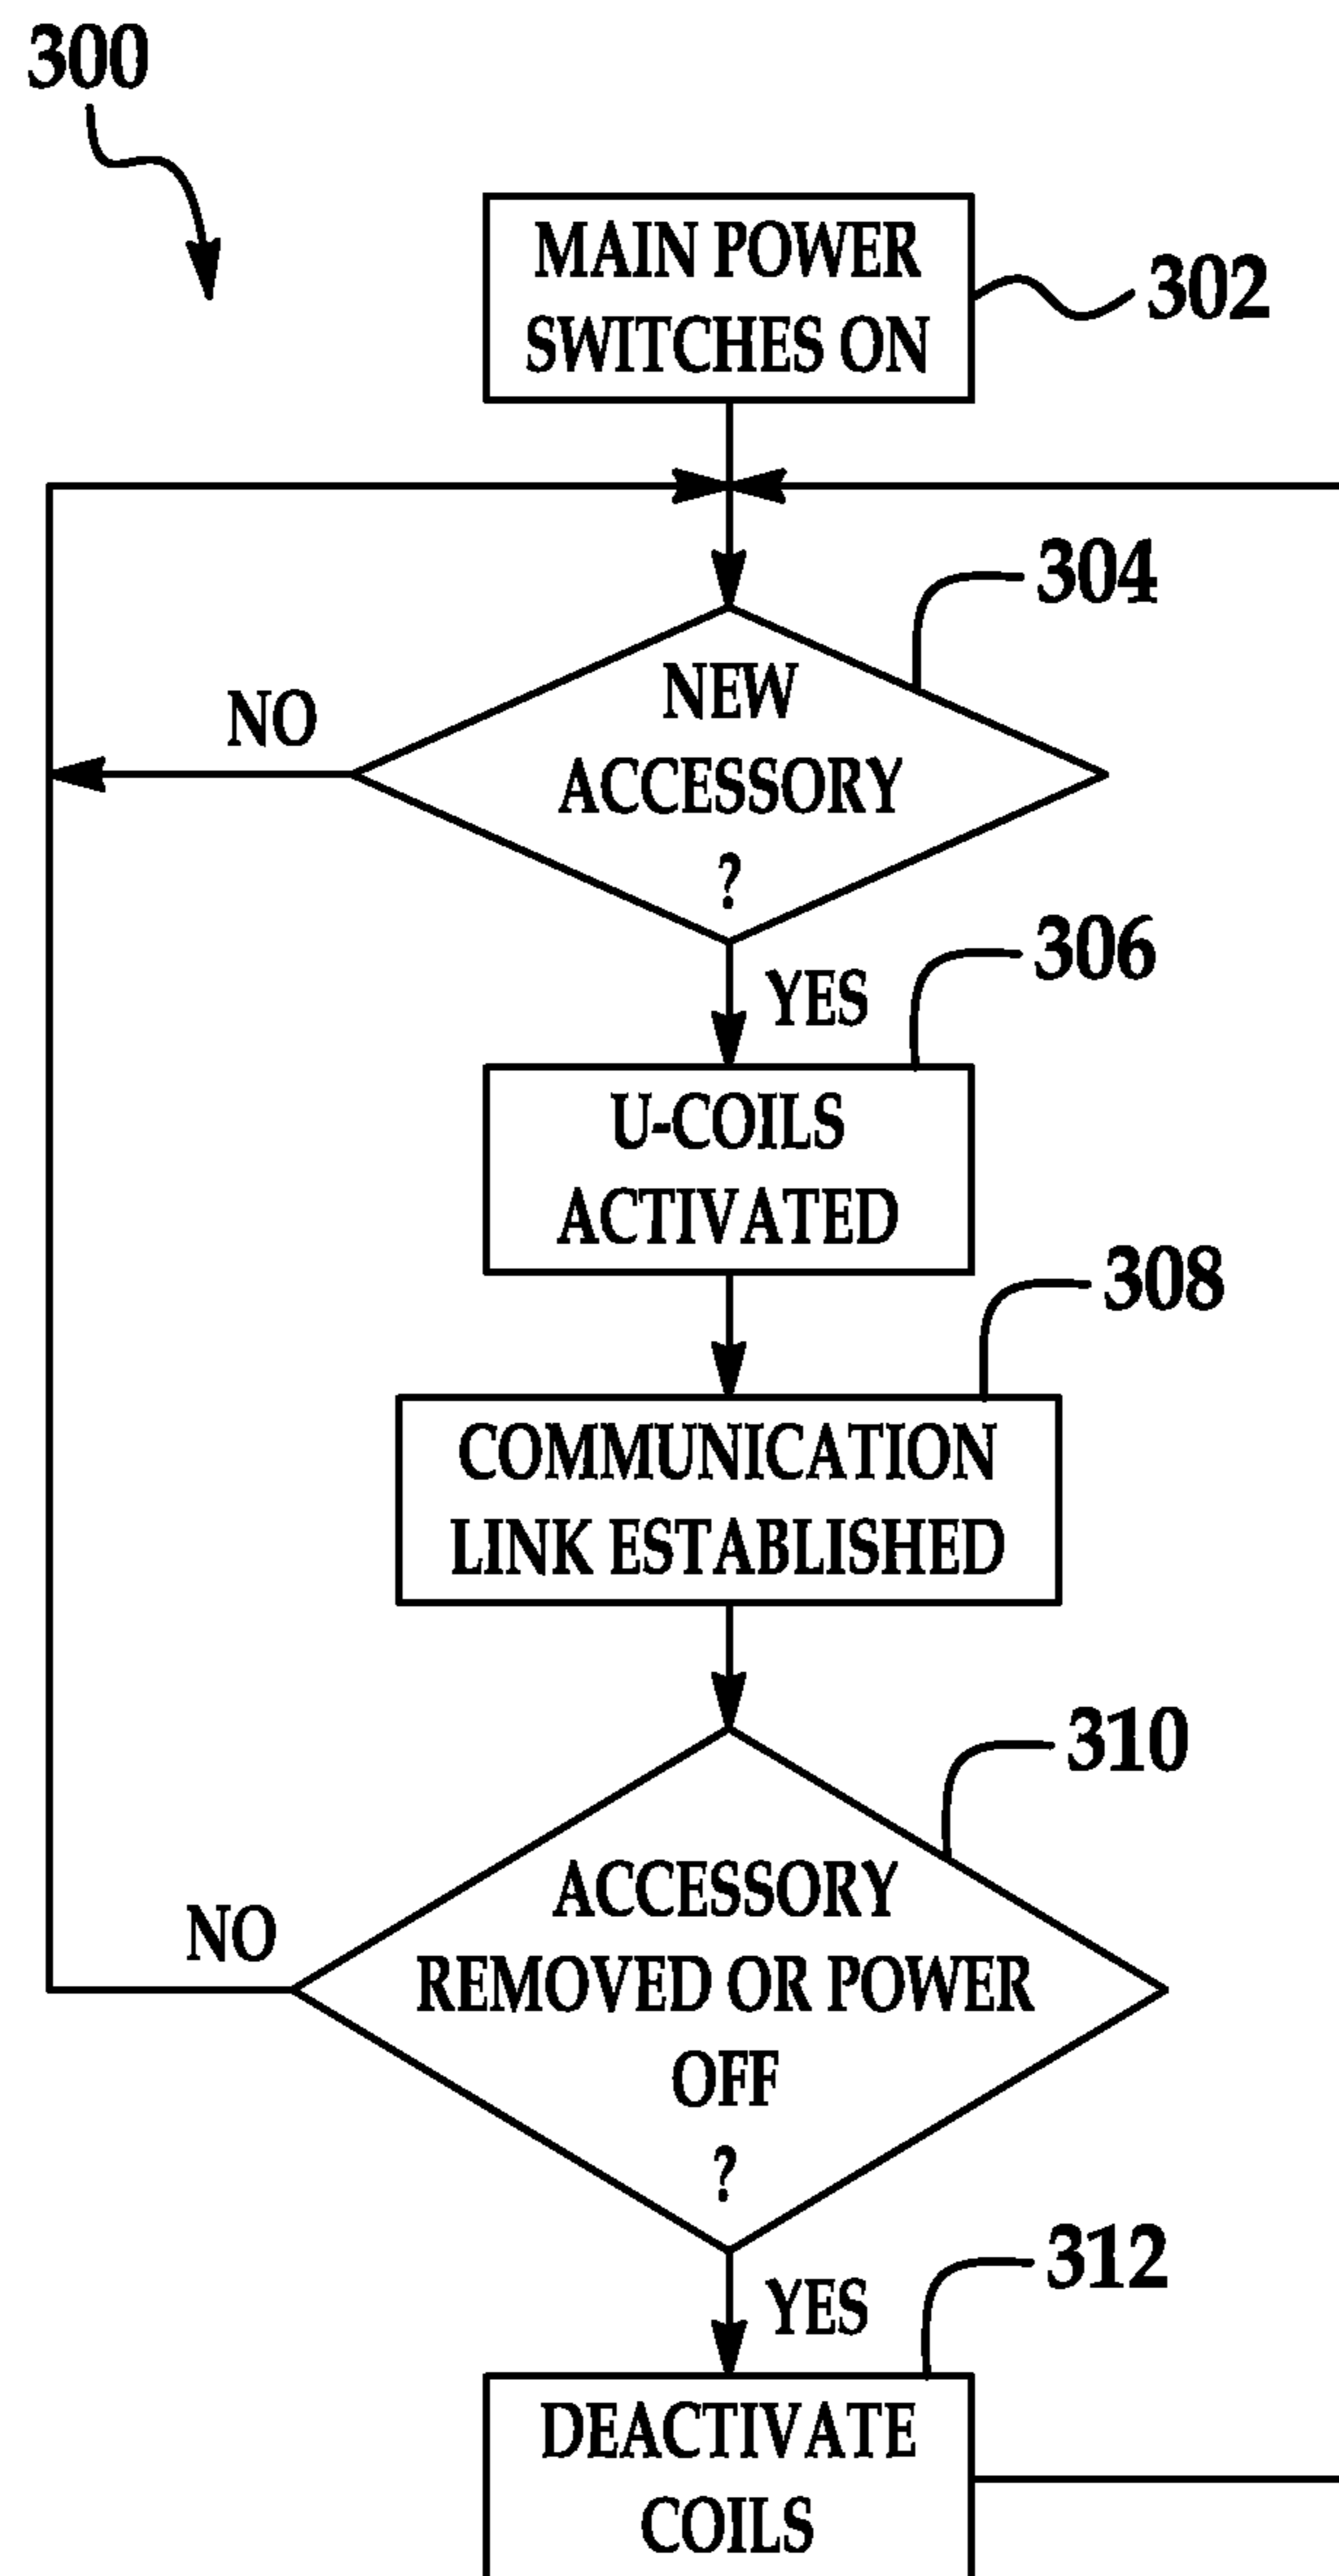 300
MAIN POWER
SWITCHES ON
302
304
NEW
ACCESSORY
?
NO
YES
306
U-COILS
ACTIVATED
308
COMMUNICATION
LINK ESTABLISHED
310
ACCESSORY
REMOVED OR POWER
OFF
?
NO
YES
312
DEACTIVATE
COILS